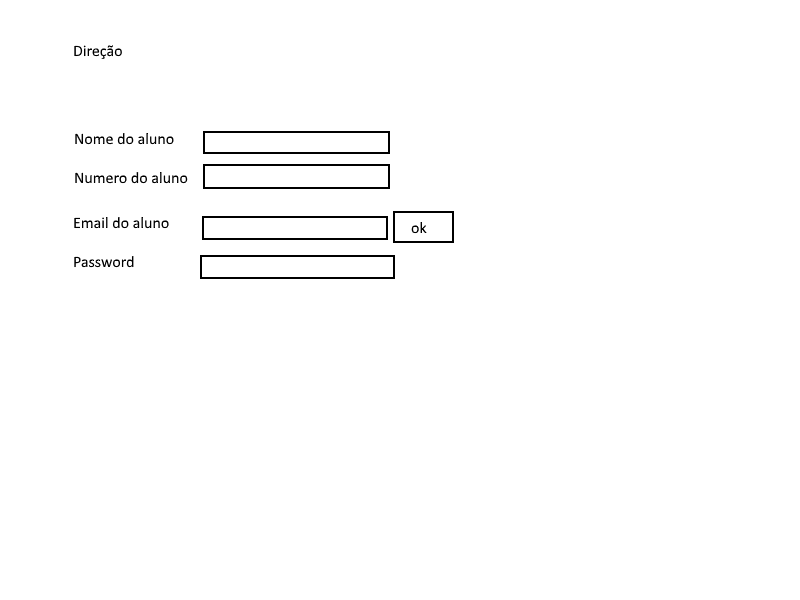 Direção
Nome do aluno
Numero do aluno
Email do aluno
ok
Password